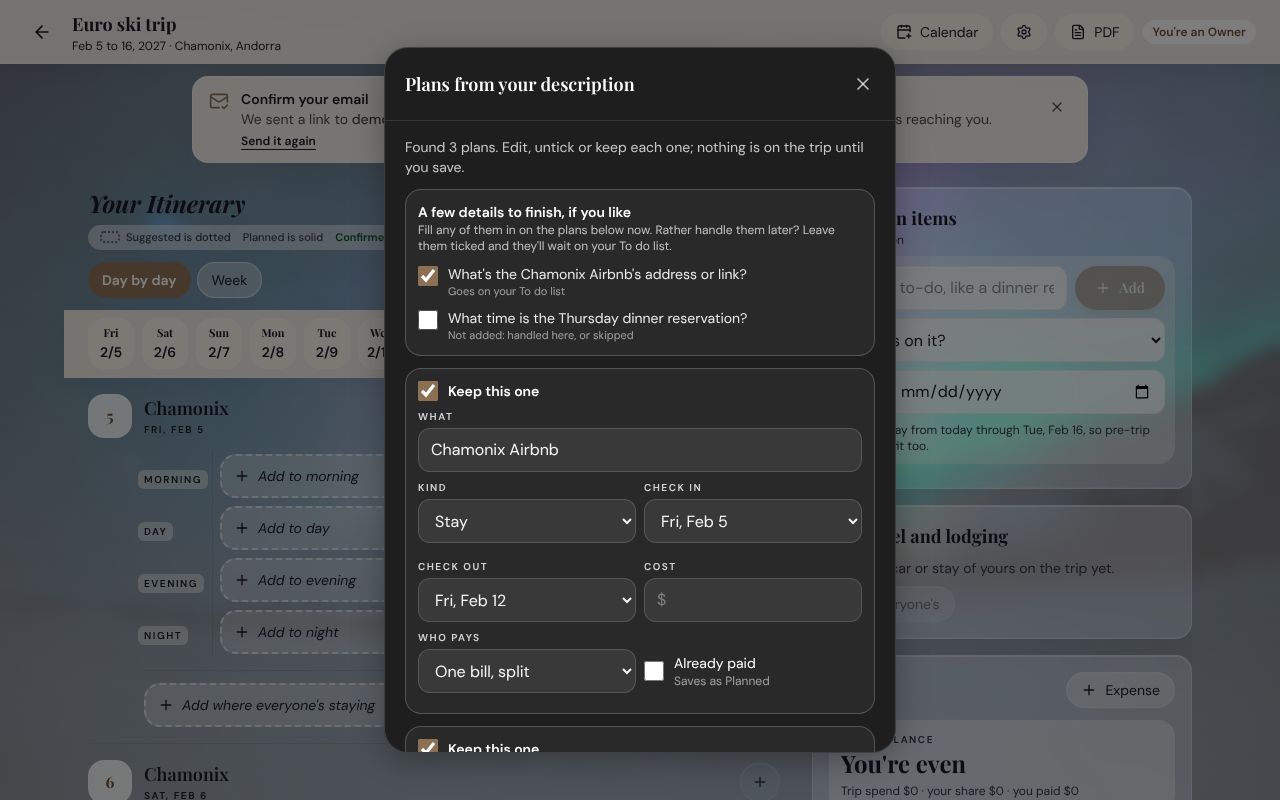 Euro ski trip
Feb 5 to 16, 2027 · Chamonix, Andorra
Calendar
PDF
You're an Owner
Confirm your email
We sent a link to
s reaching you.
Send it again
Your Itinerary
Suggested is dotted Planned is solid
Day by day
Week
Fri Sat Sun Mon Tue
2/5 2/6 2/7 2/8 2/9
5
Chamonix
FRI, FEB 5
MORNING
Add to morning
DAY
Add to day
EVENING
Add to evening
NIGHT
Add to night
Add where everyone's staying
6
Chamonix
SAT, FEB 6
Plans from your description
Found 3 plans. Edit, untick or keep each one; nothing is on the trip until
you save.
A few details to finish, if you like
Fill any of them in on the plans below now. Rather handle them later? Leave
them ticked and they'll wait on your To do list.
What's the Chamonix Airbnb's address or link?
Goes on your To do list
What time is the Thursday dinner reservation?
Not added: handled here, or skipped
Keep this one
WHAT
Chamonix Airbnb
KIND
CHECK IN
Stay
Fri, Feb 5
CHECK OUT
COST
Fri, Feb 12
$
WHO PAYS
One bill, split
Already paid
Saves as Planned
Keep this one
items
to-do, like a dinner re
Add
on it?
mm/dd/yyyy
from today through Tue, Feb 16, so pre-trip
it too.
and lodging
car or stay of yours on the trip yet.
Expense
You're even
Trip spend $0 · your share $0 · you paid $0